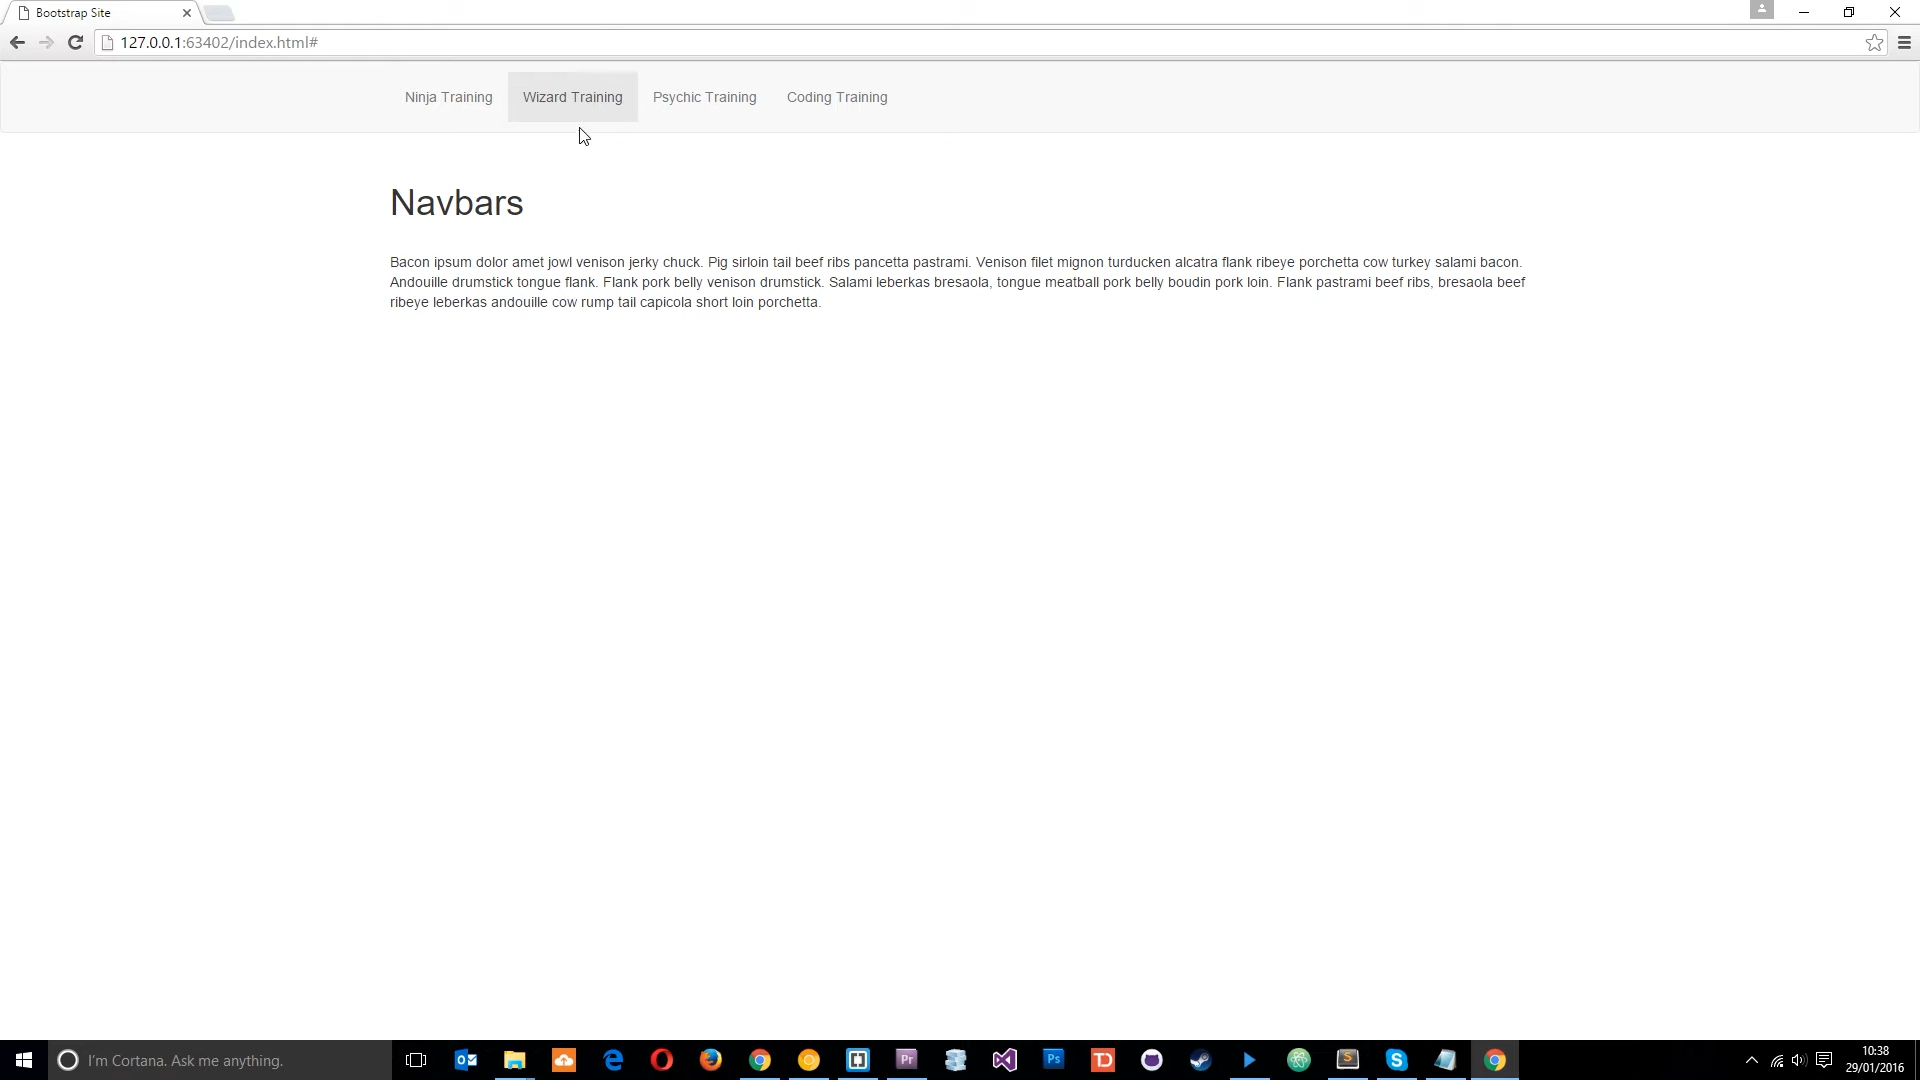 Bootstrap Site
127.0.0.1:63402/index.html#
Ninja Training Wizard Training Psychic Training Coding Training
Navbars
Bacon ipsum dolor amet jowl venison jerky chuck. Pig sirloin tail beef ribs pancetta pastrami. Venison filet mignon turducken alcatra flank ribeye porchetta cow turkey salami bacon.
Andouille drumstick tongue flank. Flank pork belly venison drumstick. Salami leberkas bresaola, tongue meatball pork belly boudin pork loin. Flank pastrami beef ribs, bresaola beef
ribeye leberkas andouille cow rump tail capicola short loin porchetta.
I'm Cortana. Ask me anything.
Pr
Ps
TD
S
S
10:38
29/01/2016